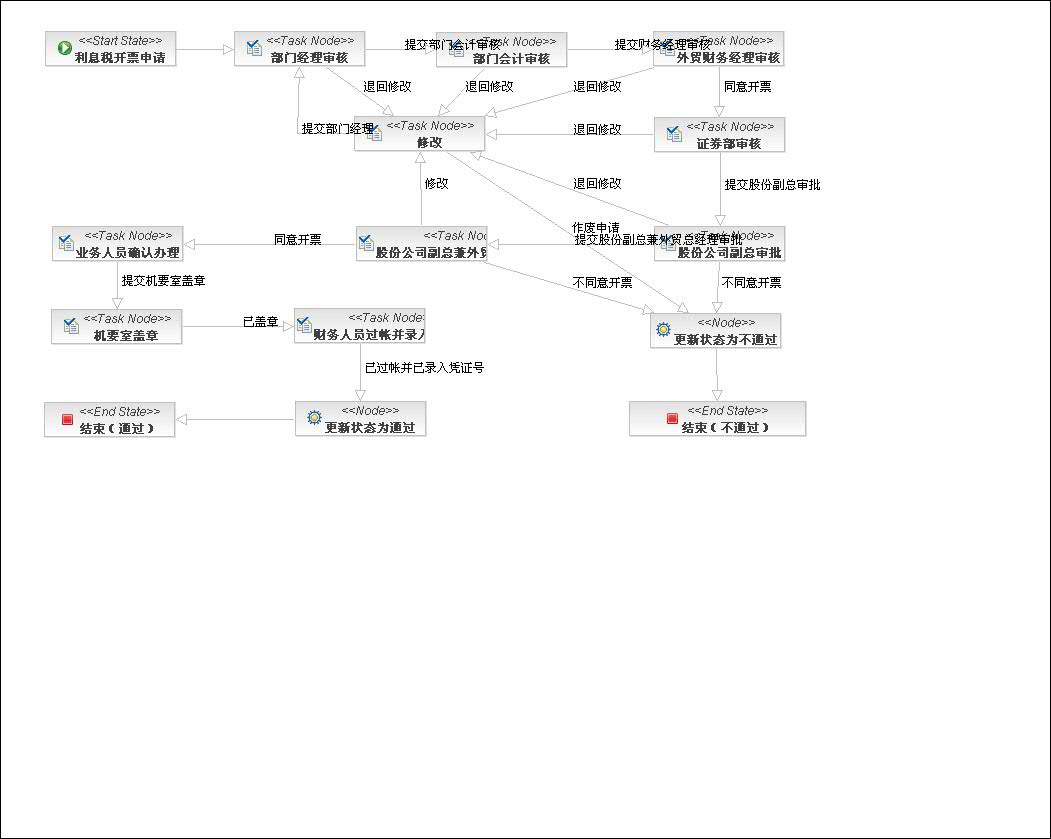 <<Start State>>
利息税开票申请
<<Task Node>>
部门经理审核
提交部门会计审核
<<Task Node>>
部门会计审核
提交财务经理审核
<<Task Node>>
外贸财务经理审核
退回修改
退回修改
退回修改
同意开票
提交部门经理
<<Task Node>>
修改
退回修改
<<Task Node>>
证券部审核
修改
退回修改
提交股份副总审批
作废申请
<<Task Node>>
业务人员确认办理
同意开票
<<Task No
股份公司副总兼外贸
提交股份副总兼外贸总经理审批
<<Task Node>>
股份公司副总审批
提交机要室盖章
不同意开票
不同意开票
<<Task Node>>
机要室盖章
已盖章
<<Task Node
财务人员过帐并录入
<<Node>>
更新状态为不通过
已过帐并已录入凭证号
<<End State>>
结束（通过）
<<Node>>
更新状态为通过
<<End State>>
结束（不通过）